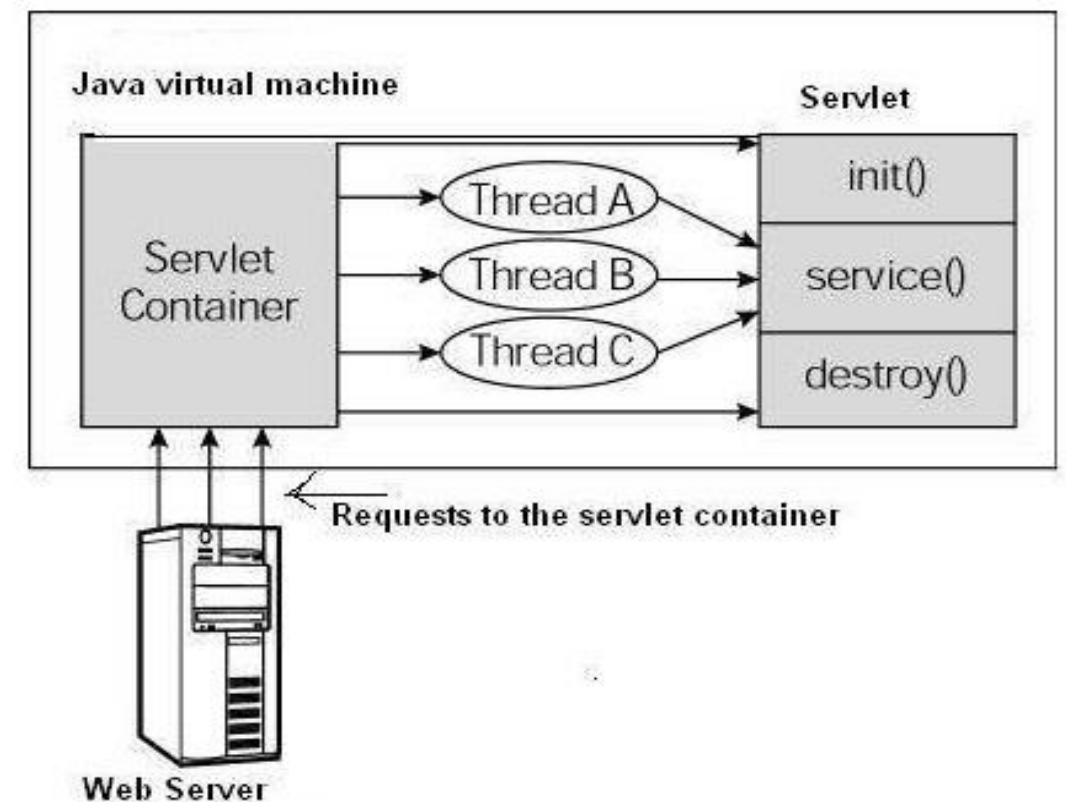 Java virtual machine
Servlet
init()
Thread A
Servlet
Container
Thread B
service()
Thread C
destroy()
Requests to the servlet container
Web Server